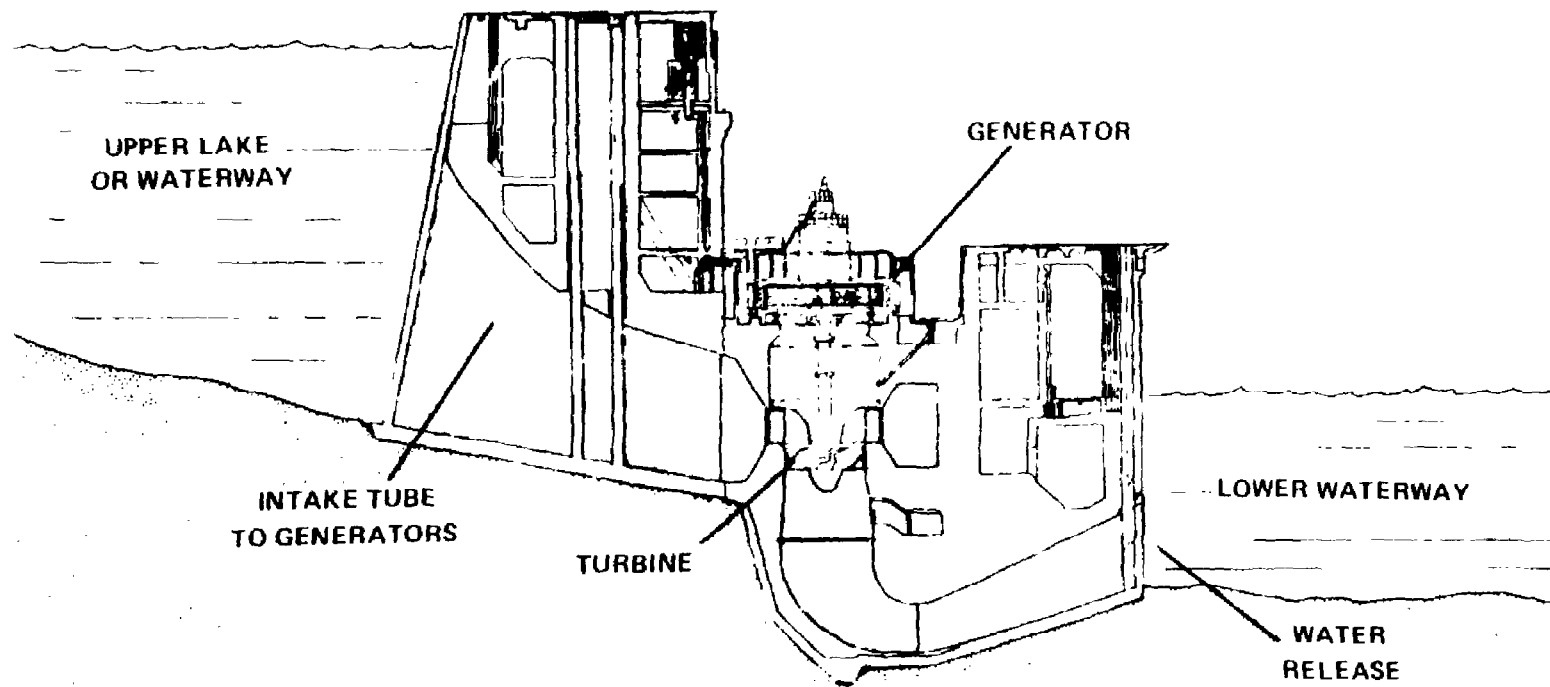 UPPER LAKE
OR WATERWAY
GENERATOR
INTAKE TUBE
TO GENERATORS
TURBINE
LOWER WATERWAY
WATER
RELEASE